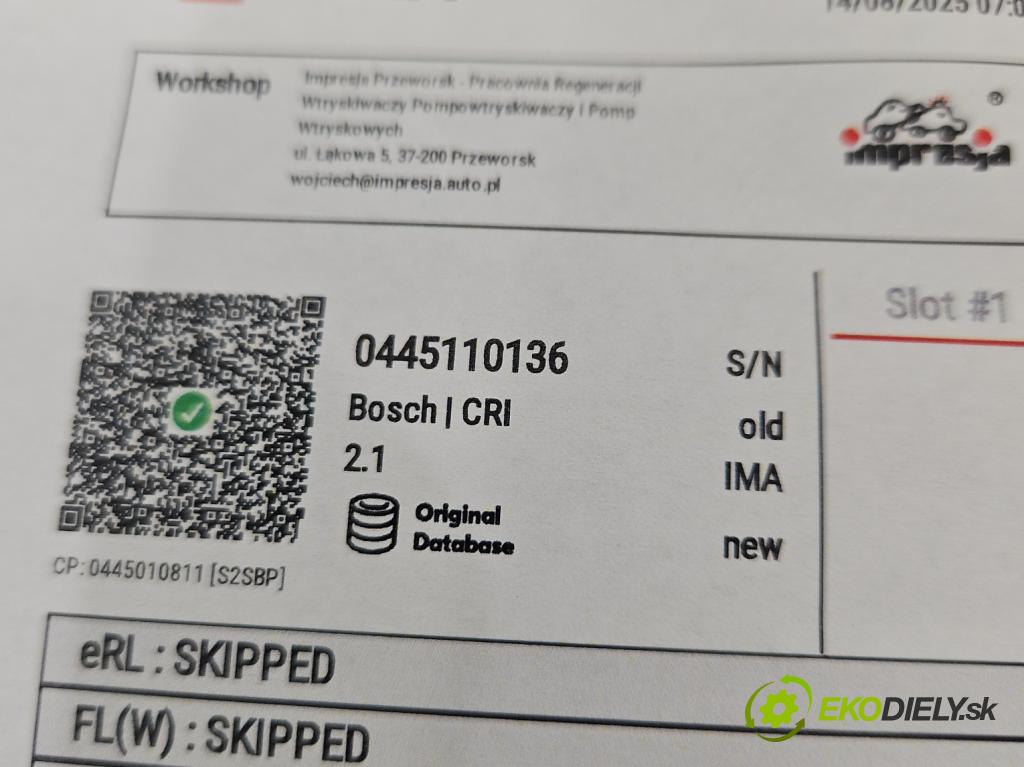 14/08/2025 07:0
Workshop
Impresja Przeworsk - Pracownia Regeneracji
Wtryskiwaczy Pompowtryskiwaczy i Pomp
Wtryskowych
ul. Łąkowa 5, 37-200 Przeworsk
wojciech@impresja.auto.pl
impresja ®
Slot #1
0445110136
Bosch | CRI
2.1
Original
Database
S/N
old
IMA
new
CP: 0445010811 [S2SBP]
eRL : SKIPPED
FL(W) : SKIPPED
EKODIELY.sk